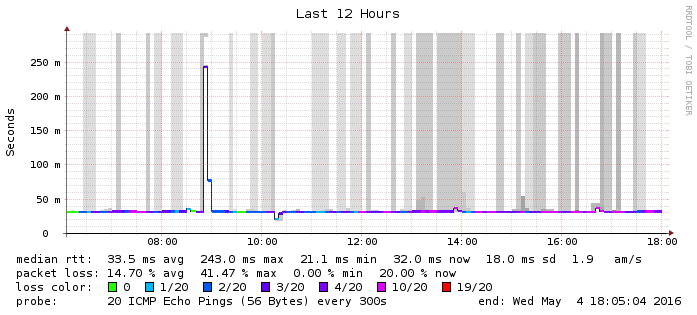 Last 12 Hours
RRDTOOL / TOBI OETIKER
Seconds
250 m
200 m
150 m
100 m
50 m
0
08:00 10:00 12:00 14:00 16:00 18:00
median rtt: 33.5 ms avg 243.0 ms max 21.1 ms min 32.0 ms now 18.0 ms sd 1.9 am/s
packet loss: 14.70 % avg 41.47 % max 0.00 % min 20.00 % now
loss color: 0 1/20 2/20 3/20 4/20 10/20 19/20
probe: 20 ICMP Echo Pings (56 Bytes) every 300s end: Wed May 4 18:05:04 2016